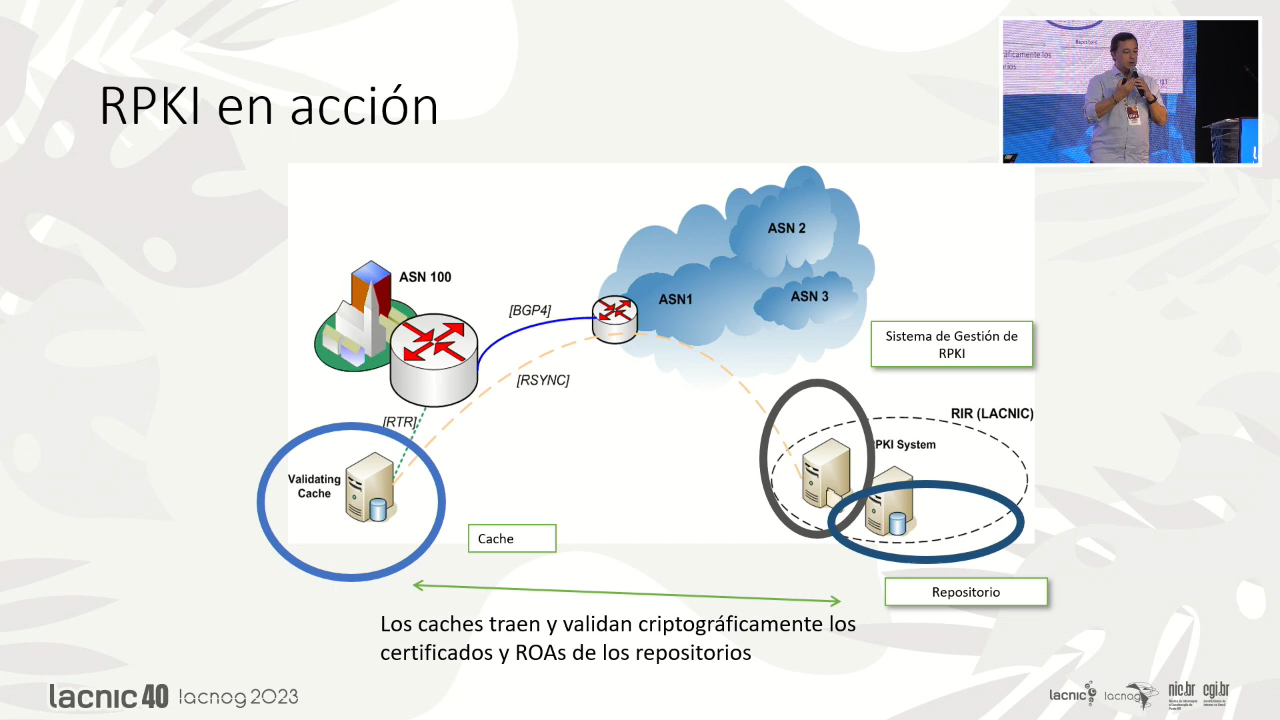 RPKI en acción
ASN 2
ASN 100
ASN1
ASN 3
[BGP4]
Sistema de Gestión de
RPKI
[RSYNC]
[RTR]
RIR (LACNIC)
RPKI System
Validating
Cache
Cache
Repositorio
Los caches traen y validan criptográficamente los
certificados y ROAs de los repositorios
lacnic 40 lacnog 2023
lacnic lacnog nic.br cgi.br